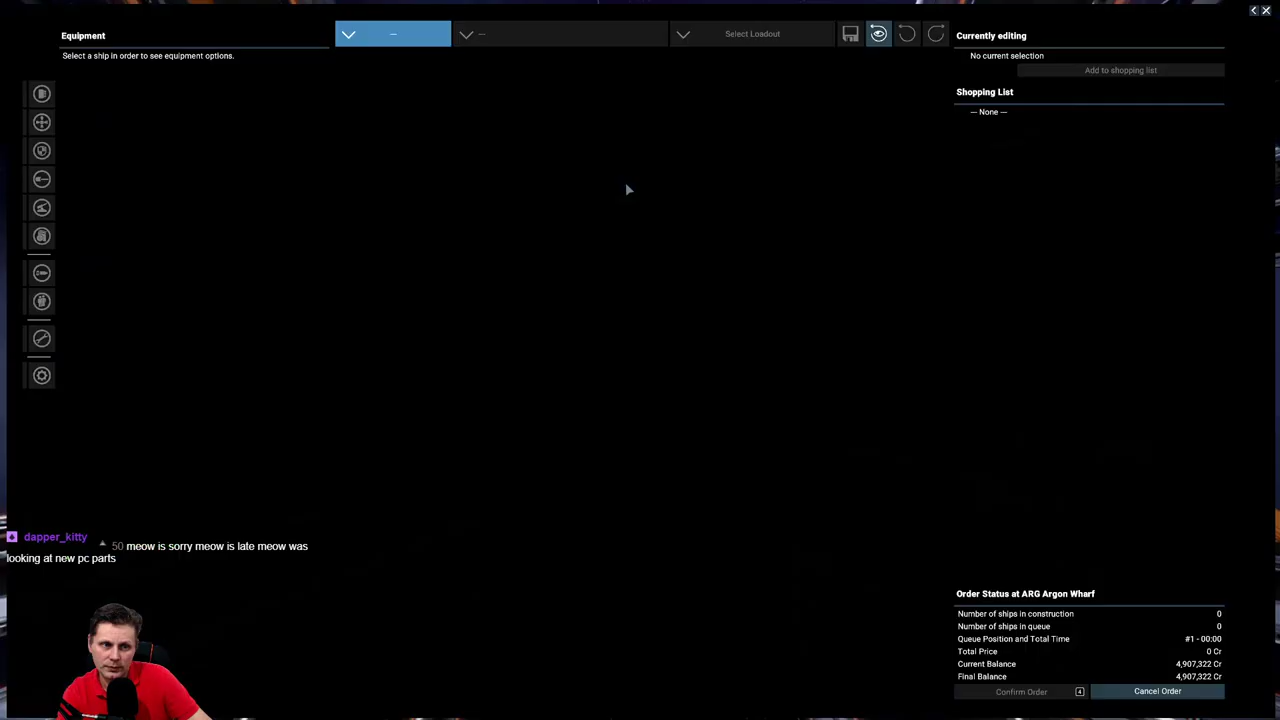 Equipment
Select a ship in order to see equipment options.
—
—
Select Loadout
Currently editing
No current selection
Add to shopping list
Shopping List
— None —
dapper_kitty 50 meow is sorry meow is late meow was
looking at new pc parts
Order Status at ARG Argon Wharf
Number of ships in construction 0
Number of ships in queue 0
Queue Position and Total Time #1 - 00:00
Total Price 0 Cr
Current Balance 4,907,322 Cr
Final Balance 4,907,322 Cr
Confirm Order 4
Cancel Order